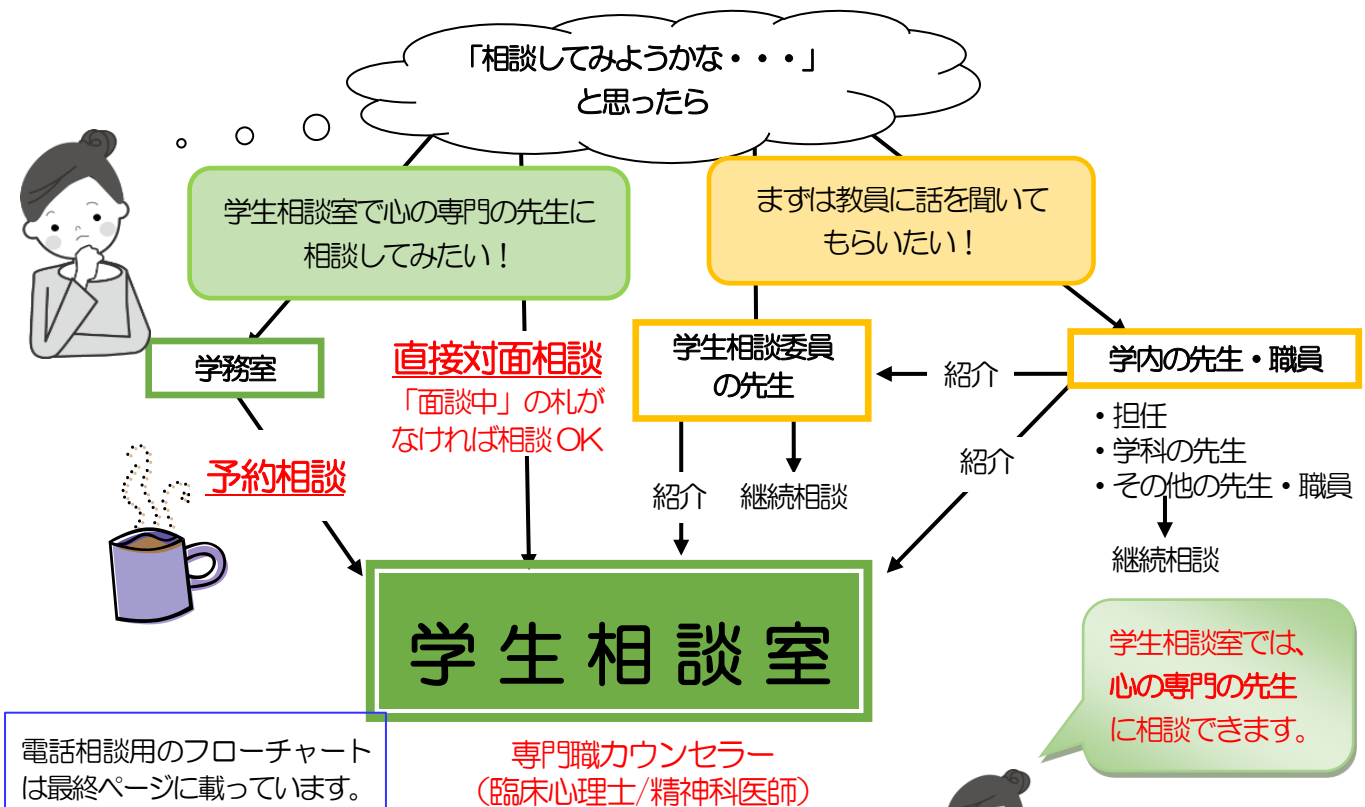 「相談してみようかな・・・」
と思ったら
学生相談室で心の専門の先生に
相談してみたい！
まずは教員に話を聞いて
もらいたい！
学務室
直接対面相談
「面談中」の札が
なければ相談OK
学生相談委員
の先生
紹介
学内の先生・職員
・担任
・学科の先生
・その他の先生・職員
予約相談
紹介
継続相談
紹介
継続相談
学生相談室
学生相談室では、
心の専門の先生
に相談できます。
電話相談用のフローチャート
は最終ページに載っています。
専門職カウンセラー
（臨床心理士/精神科医師）